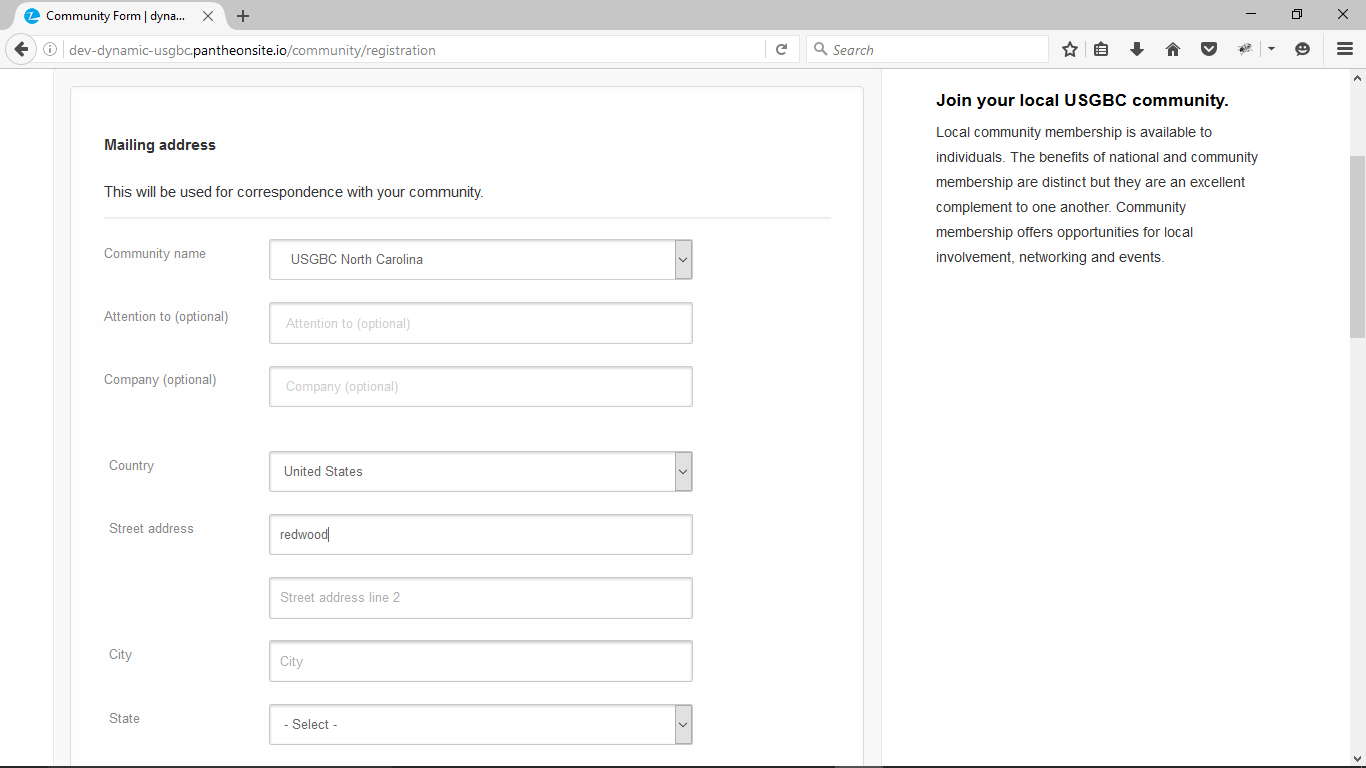 Community Form | dyna...
dev-dynamic-usgbc.pantheonsite.io/community/registration
Search
Mailing address
This will be used for correspondence with your community.
Community name
USGBC North Carolina
Attention to (optional)
Attention to (optional)
Company (optional)
Company (optional)
Country
United States
Street address
redwood
Street address line 2
City
City
State
- Select -
Join your local USGBC community.
Local community membership is available to
individuals. The benefits of national and community
membership are distinct but they are an excellent
complement to one another. Community
membership offers opportunities for local
involvement, networking and events.